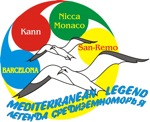 Kann
Nicca
Monaco
San-Remo
BARCELONA
MEDITERRANEAN LEGEND
ЛЕГЕНДА СРЕДИЗЕМНОМОРЬЯ